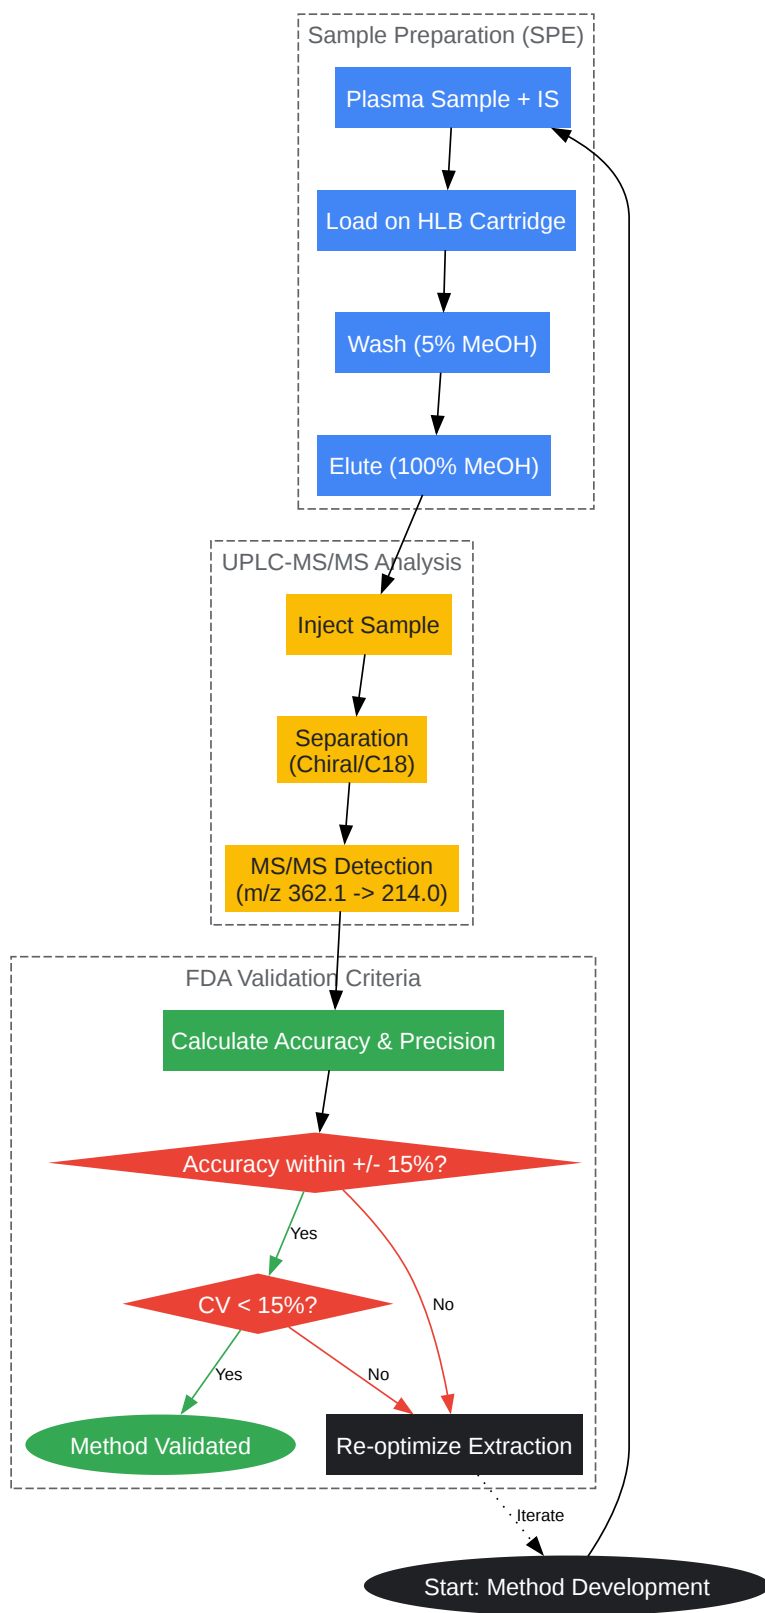 Sample Preparation (SPE)
Plasma Sample + IS
Load on HLB Cartridge
Wash (5% MeOH)
Elute (100% MeOH)
UPLC-MS/MS Analysis
Inject Sample
Separation
(Chiral/C18)
MS/MS Detection
(m/z 362.1 -> 214.0)
FDA Validation Criteria
Calculate Accuracy & Precision
Accuracy within +/- 15%?
Yes
CV < 15%?
No
Yes
No
Method Validated
Re-optimize Extraction
Iterate
Start: Method Development